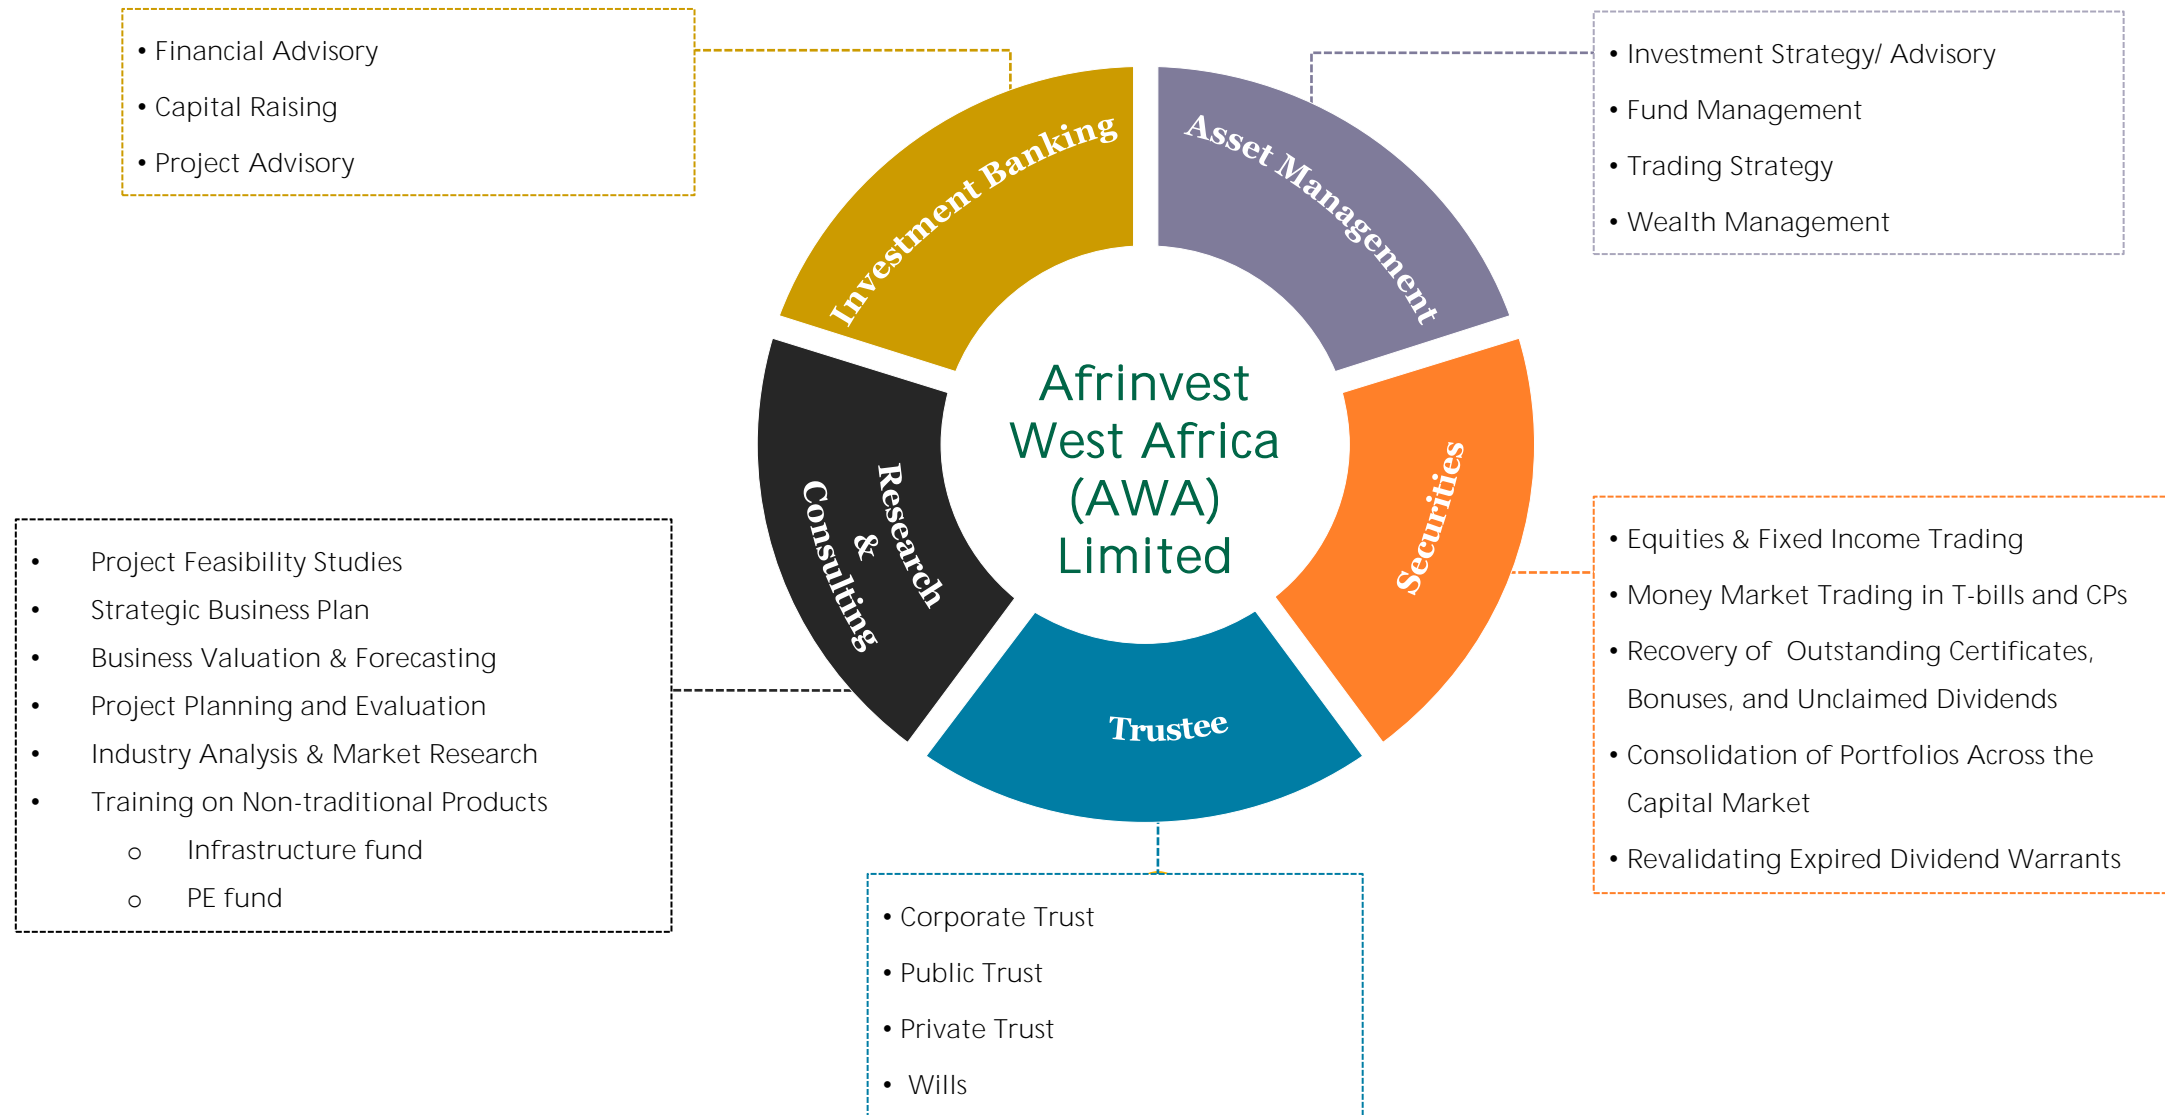 • Financial Advisory
• Capital Raising
• Project Advisory
• Investment Strategy/ Advisory
• Fund Management
• Trading Strategy
• Wealth Management
Investment Banking
Asset Management
Afrinvest
West Africa
(AWA)
Limited
Research
&
Consulting
Securities
Trustee
• Project Feasibility Studies
• Strategic Business Plan
• Business Valuation & Forecasting
• Project Planning and Evaluation
• Industry Analysis & Market Research
• Training on Non-traditional Products
o Infrastructure fund
o PE fund
• Equities & Fixed Income Trading
• Money Market Trading in T-bills and CPs
• Recovery of Outstanding Certificates,
Bonuses, and Unclaimed Dividends
• Consolidation of Portfolios Across the
Capital Market
• Revalidating Expired Dividend Warrants
• Corporate Trust
• Public Trust
• Private Trust
• Wills